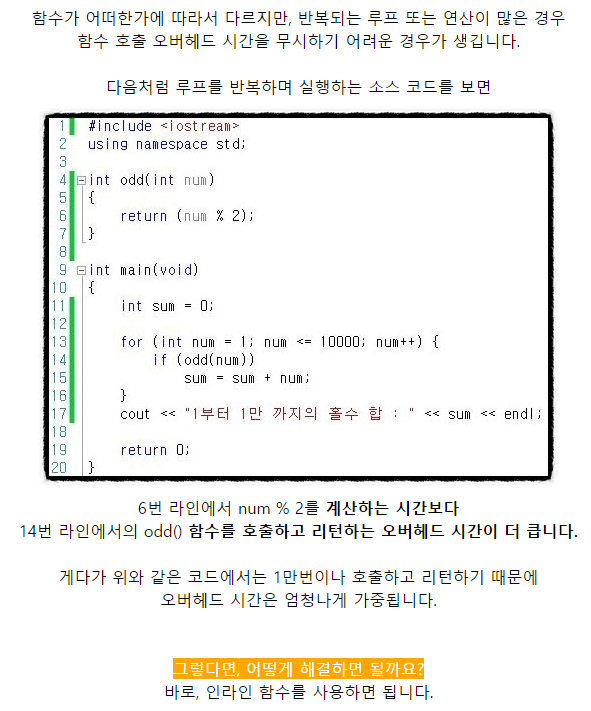 함수가 어떠한가에 따라서 다르지만, 반복되는 루프 또는 연산이 많은 경우
함수 호출 오버헤드 시간을 무시하기 어려운 경우가 생깁니다.
다음처럼 루프를 반복하며 실행하는 소스 코드를 보면
1 #include <iostream>
2 using namespace std;
3
4 int odd(int num)
5 {
6 return (num % 2);
7 }
8
9 int main(void)
10 {
11 int sum = 0;
12
13 for (int num = 1; num <= 10000; num++) {
14 if (odd(num))
15 sum = sum + num;
16 }
17 cout << "1부터 1만 까지의 홀수 합 : " << sum << endl;
18
19 return 0;
20 }
6번 라인에서 num % 2를 계산하는 시간보다
14번 라인에서의 odd() 함수를 호출하고 리턴하는 오버헤드 시간이 더 큽니다.
게다가 위와 같은 코드에서는 1만번이나 호출하고 리턴하기 때문에
오버헤드 시간은 엄청나게 가중됩니다.
그렇다면, 어떻게 해결하면 될까요?
바로, 인라인 함수를 사용하면 됩니다.